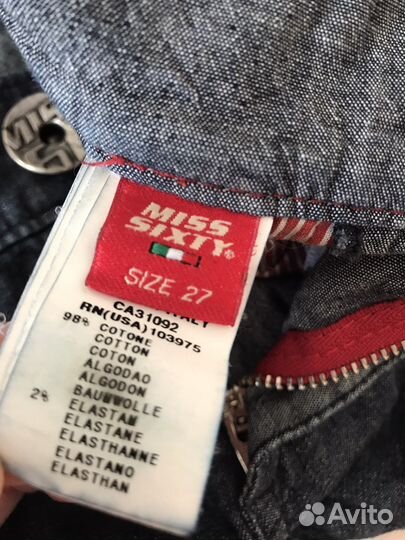 MISS
SIXTY®
SIZE 27
ITALY
CA31092
RN(USA)103975
98% COTONE
COTTON
COTON
ALGODAO
ALGODON
BAUMWOLLE
2% ELASTAM
ELASTANE
ELASTHANNE
ELASTANO
ELASTHAN
Avito